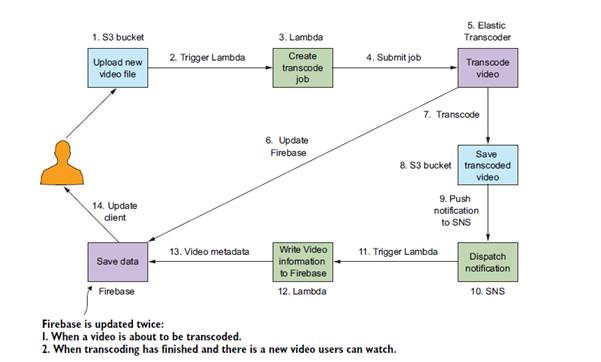 1. S3 bucket
Upload new
video file
2. Trigger Lambda
3. Lambda
Create
transcode
job
4. Submit job
5. Elastic
Transcoder
Transcode
video
6. Update
Firebase
7. Transcode
8. S3 bucket
Save
transcoded
video
9. Push
notification
to SNS
Dispatch
notification
10. SNS
11. Trigger Lambda
Write Video
information
to Firebase
12. Lambda
13. Video metadata
Save data
Firebase
14. Update
client
Firebase is updated twice:
1. When a video is about to be transcoded.
2. When transcoding has finished and there is a new video users can watch.